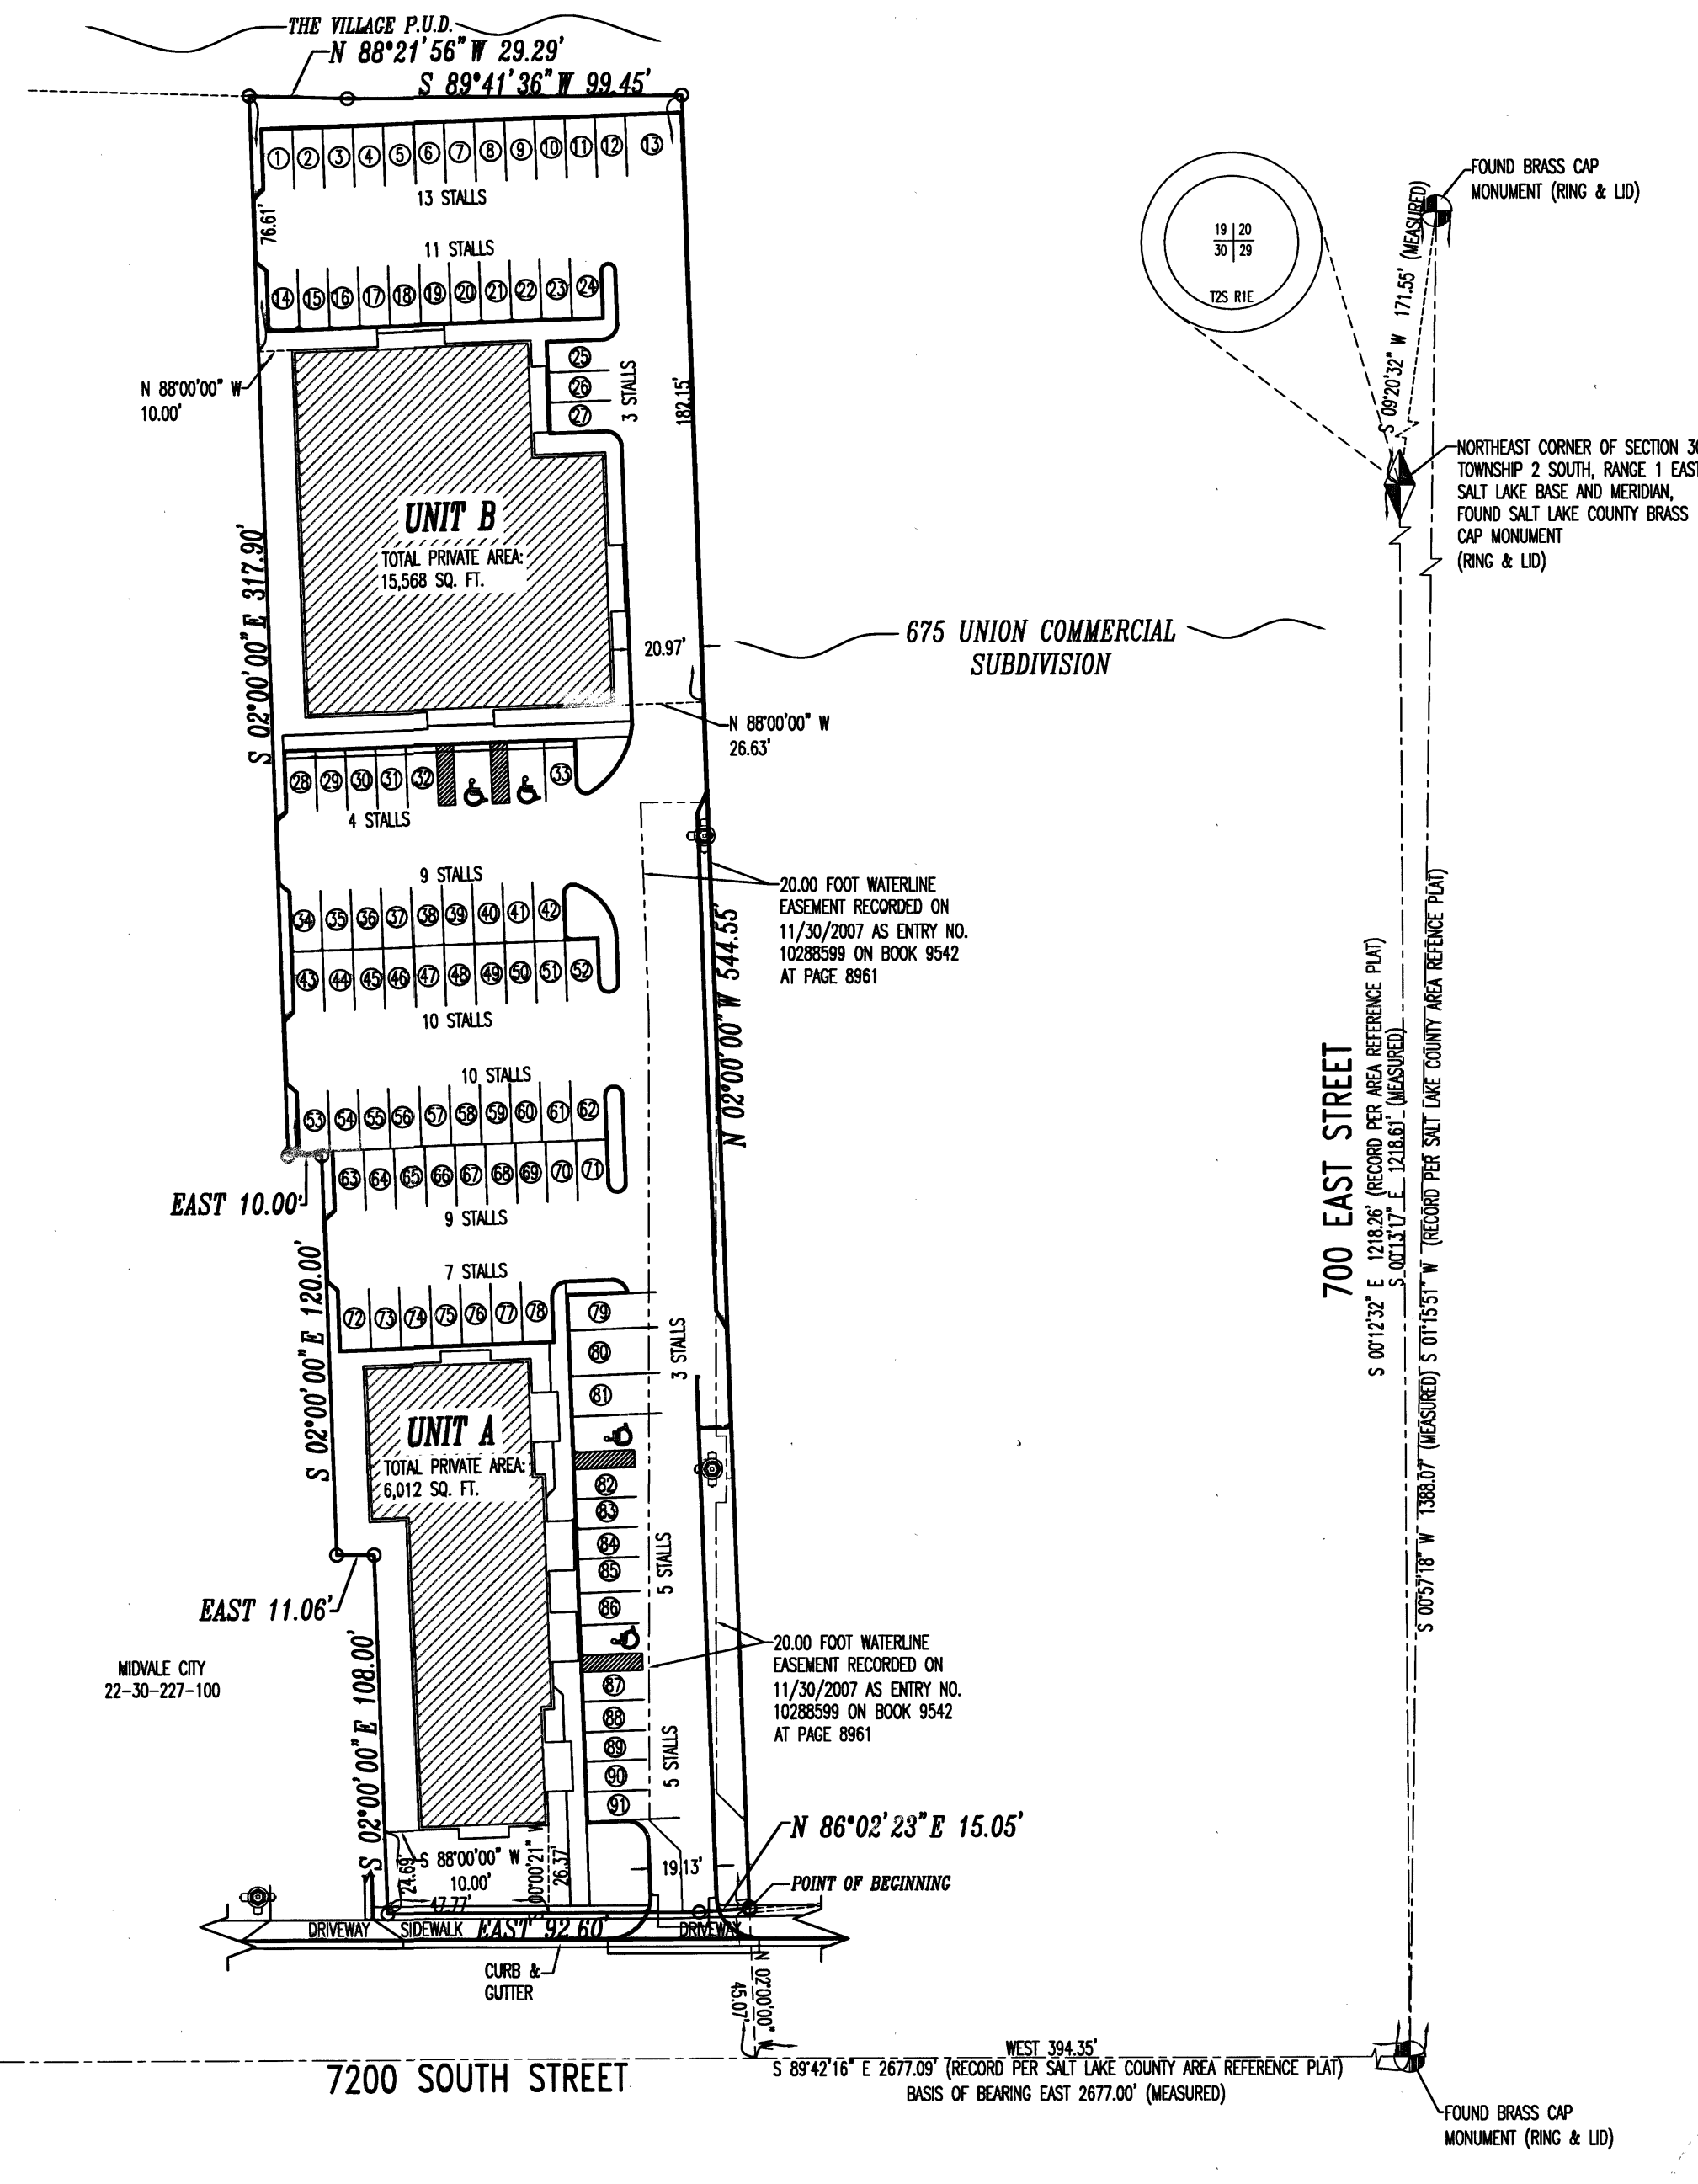 THE VILLAGE P.U.D.
N 88°21'56" W 29.29'
S 89°41'36" W 99.45'
1 2 3 4 5 6 7 8 9 10 11 12 13
13 STALLS
76.61'
11 STALLS
14 15 16 17 18 19 20 21 22 23 24
N 88°00'00" W
10.00'
25
26
27
3 STALLS
182.15'
UNIT B
TOTAL PRIVATE AREA:
15,568 SQ. FT.
S 02°00'00" E 317.90'
20.97'
675 UNION COMMERCIAL
SUBDIVISION
N 88°00'00" W
26.63'
28 29 30 31 32 33
4 STALLS
9 STALLS
34 35 36 37 38 39 40 41 42
43 44 45 46 47 48 49 50 51 52
10 STALLS
20.00 FOOT WATERLINE
EASEMENT RECORDED ON
11/30/2007 AS ENTRY NO.
10288599 ON BOOK 9542
AT PAGE 8961
N 02°00'00" W 544.55'
10 STALLS
53 54 55 56 57 58 59 60 61 62
63 64 65 66 67 68 69 70 71
EAST 10.00'
9 STALLS
7 STALLS
72 73 74 75 76 77 78
S 02°00'00" E 120.00'
79
80
81
3 STALLS
UNIT A
TOTAL PRIVATE AREA:
6,012 SQ. FT.
82
83
84
85
86
5 STALLS
EAST 11.06'
MIDVALE CITY
22-30-227-100
S 02°00'00" E 108.00'
87
88
89
90
91
5 STALLS
20.00 FOOT WATERLINE
EASEMENT RECORDED ON
11/30/2007 AS ENTRY NO.
10288599 ON BOOK 9542
AT PAGE 8961
N 86°02'23" E 15.05'
POINT OF BEGINNING
24.69'
S 88°00'00" W
10.00'
47.77'
00°00'21" W
26.37'
19.13'
DRIVEWAY
SIDEWALK
EAST 92.60'
DRIVEWAY
CURB &
GUTTER
N 02°00'00" W
45.07'
7200 SOUTH STREET
WEST 394.35'
S 89°42'16" E 2677.09' (RECORD PER SALT LAKE COUNTY AREA REFERENCE PLAT)
BASIS OF BEARING EAST 2677.00' (MEASURED)
FOUND BRASS CAP
MONUMENT (RING & LID)
19 20
30 29
T2S R1E
S 09°20'32" W 171.55' (MEASURED)
FOUND BRASS CAP
MONUMENT (RING & LID)
NORTHEAST CORNER OF SECTION 30
TOWNSHIP 2 SOUTH, RANGE 1 EAST
SALT LAKE BASE AND MERIDIAN,
FOUND SALT LAKE COUNTY BRASS
CAP MONUMENT
(RING & LID)
700 EAST STREET
S 00°12'32" E 1218.26' (RECORD PER AREA REFERENCE PLAT)
S 00°13'17" E 1218.61' (MEASURED)
S 00°57'18" W 1388.07' (MEASURED) S 01°15'51" W (RECORD PER SALT LAKE COUNTY AREA REFENCE PLAT)